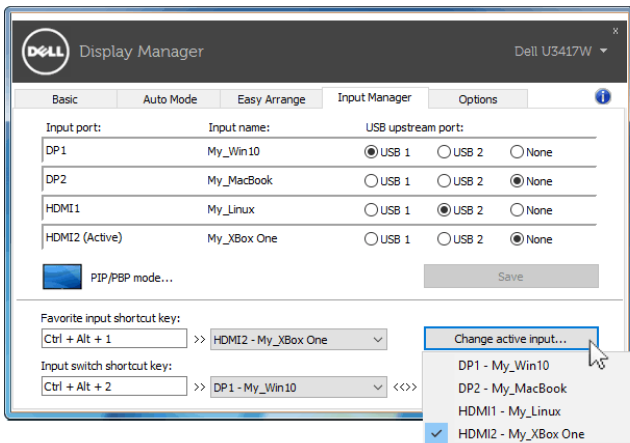 DELL Display Manager Dell U3417W
x
Basic Auto Mode Easy Arrange Input Manager Options i
Input port: Input name: USB upstream port:
DP1 My_Win10 USB 1 USB 2 None
DP2 My_MacBook USB 1 USB 2 None
HDMI1 My_Linux USB 1 USB 2 None
HDMI2 (Active) My_XBox One USB 1 USB 2 None
PIP/PBP mode... Save
Favorite input shortcut key:
Ctrl + Alt + 1 >> HDMI2 - My_XBox One Change active input...
Input switch shortcut key:
Ctrl + Alt + 2 >> DP1 - My_Win10 <<>>
DP1 - My_Win10
DP2 - My_MacBook
HDMI1 - My_Linux
HDMI2 - My_XBox One